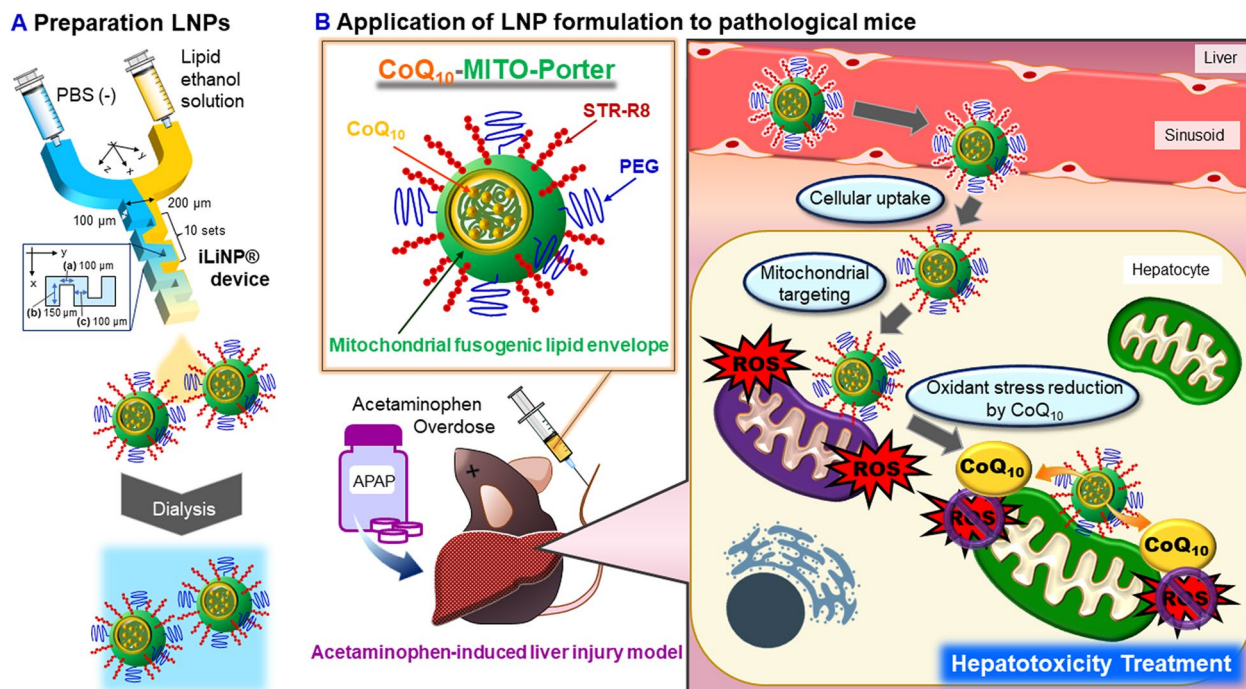 A Preparation LNPs
Lipid
ethanol
solution
PBS (-)
y
z
x
200 µm
100 µm
10 sets
iLiNP®
device
y
x
(a) 100 µm
(b)
150 µm
(c) 100 µm
Dialysis
B Application of LNP formulation to pathological mice
CoQ10-MITO-Porter
CoQ10
STR-R8
PEG
Mitochondrial fusogenic lipid envelope
Acetaminophen
Overdose
APAP
Acetaminophen-induced liver injury model
Liver
Sinusoid
Cellular uptake
Hepatocyte
Mitochondrial
targeting
ROS
ROS
Oxidant stress reduction
by CoQ10
CoQ10
ROS
CoQ10
ROS
Hepatotoxicity Treatment